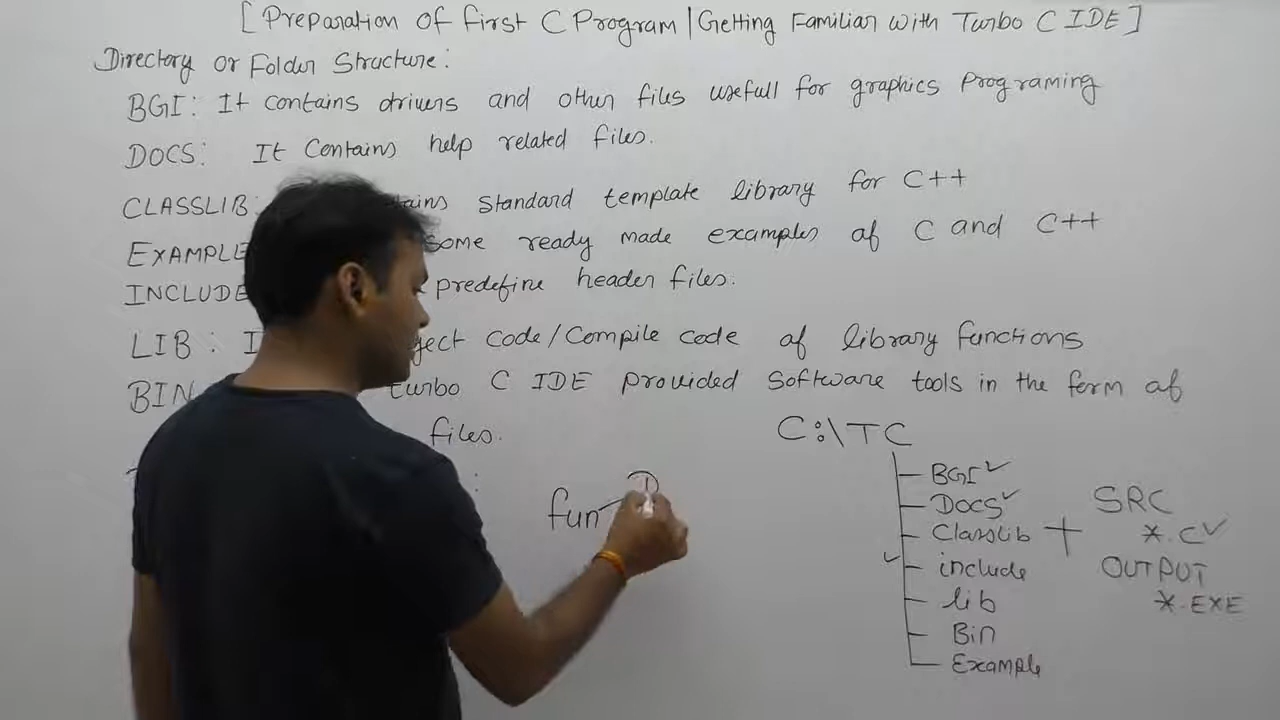 [ Preparation of first C Program | Getting Familiar with Turbo C IDE ]
Directory or Folder Structure:
BGI: It contains drivers and other files usefull for graphics Programing
DOCS: It Contains help related files.
CLASSLIB: standard template library for C++
EXAMPLE some ready made examples of C and C++
INCLUDE predefine header files.
LIB: Code/Compile code of library functions
BIN turbo C IDE provided Software tools in the form of
files.
C:\TC
BGI ✓
DOCS ✓
Classlib + SRC
*.C ✓
✓ include OUTPUT
lib *.EXE
Bin
Example
fun 1